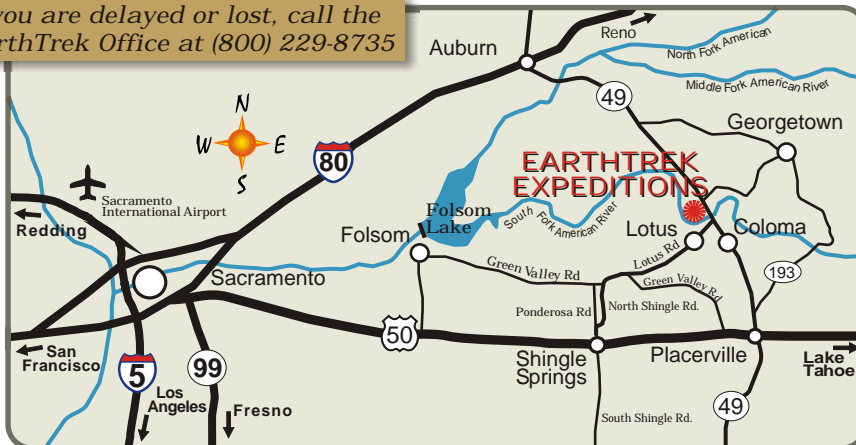 you are delayed or lost, call the
rthTrek Office at (800) 229-8735
Auburn
Reno
North Fork American
Middle Fork American River
49
Georgetown
N
W
E
S
80
EARTHTREK
EXPEDITIONS
Sacramento
International Airport
Redding
Folsom
Lake
South Fork American River
Folsom
Lotus
Coloma
Lotus Rd
Sacramento
Green Valley Rd
Green Valley Rd
193
Ponderosa Rd
North Shingle Rd.
50
San
Francisco
5
99
Shingle
Springs
Placerville
Lake
Tahoe
Los
Angeles
Fresno
49
South Shingle Rd.